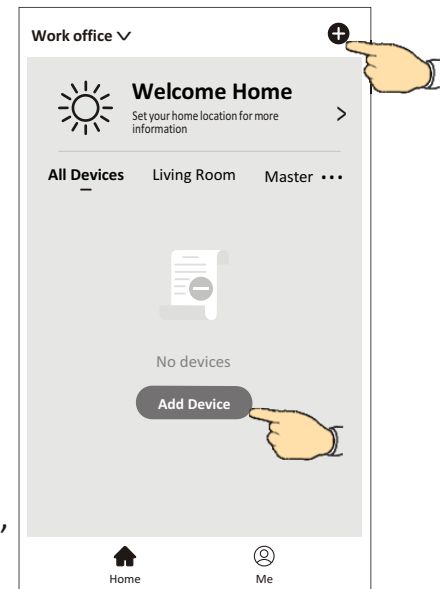 Work office
Welcome Home
Set your home location for more
information
All Devices Living Room Master ...
No devices
Add Device
,
Home Me